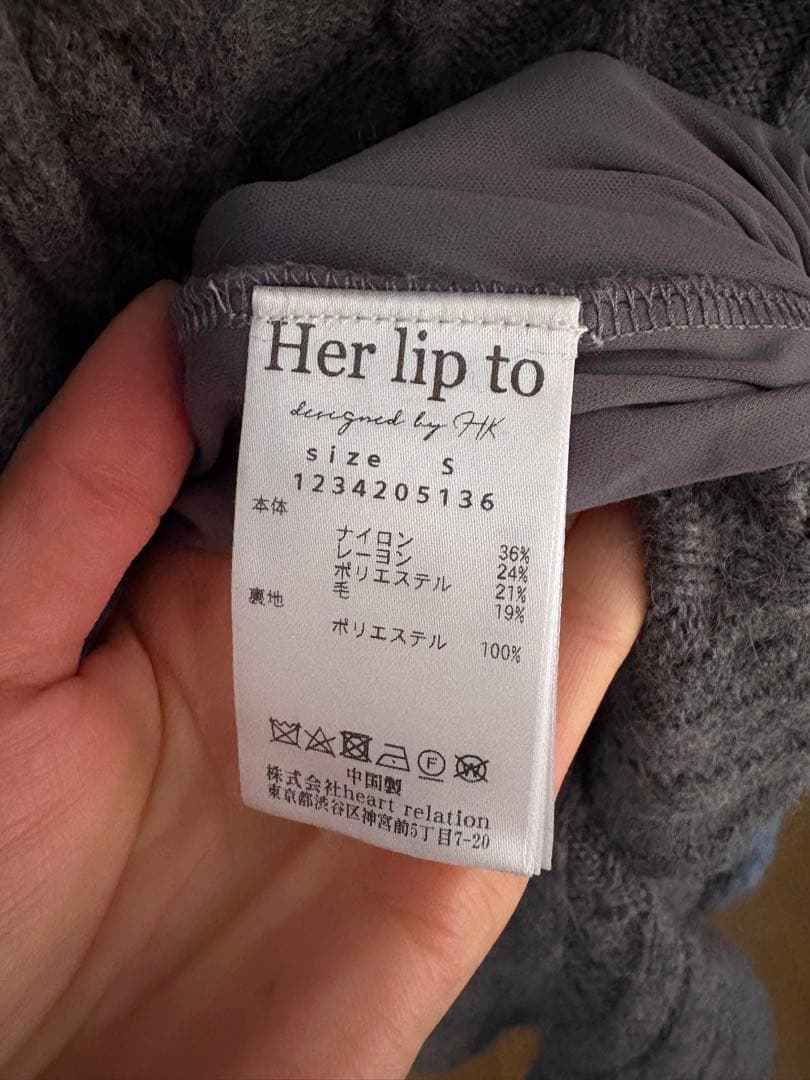 Her lip to
designed by HK
size S
1234205136
本体
ナイロン 36%
レーヨン 24%
ポリエステル 21%
毛 19%
裏地
ポリエステル 100%
F W
中国製
株式会社heart relation
東京都渋谷区神宮前5丁目7-20